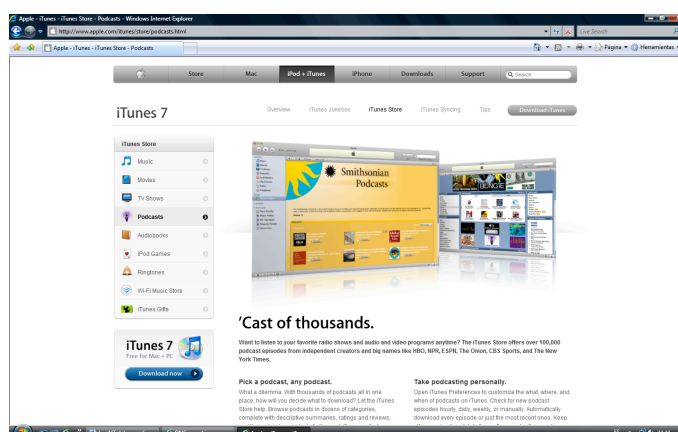 Apple - iTunes - iTunes Store - Podcasts - Windows Internet Explorer
http://www.apple.com/itunes/store/podcasts.html
Live Search
Apple - iTunes - iTunes Store - Podcasts
Página
Herramientas
Store Mac iPod + iTunes iPhone Downloads Support Search
iTunes 7
Overview iTunes Jukebox iTunes Store iTunes Syncing Tips Download iTunes
iTunes Store
Music
Movies
TV Shows
Podcasts
Audiobooks
iPod Games
Ringtones
Wi-Fi Music Store
iTunes Gifts
iTunes 7
Free for Mac + PC
Download now
Smithsonian
Podcasts
BUNGIE
'Cast of thousands.
Want to listen to your favorite radio shows and audio and video programs anytime? The iTunes Store offers over 100,000
podcast episodes from independent creators and big names like HBO, NPR, ESPN, The Onion, CBS Sports, and The New
York Times.
Pick a podcast, any podcast.
What a dilemma. With thousands of podcasts all in one
place, how will you decide what to download? Let the iTunes
Store help. Browse podcasts in dozens of categories,
complete with descriptive summaries, ratings and reviews,
Take podcasting personally.
Open iTunes Preferences to customize the what, where, and
when of podcasts on iTunes. Check for new podcast
episodes hourly, daily, weekly, or manually. Automatically
download every episode or just the most recent ones. Keep